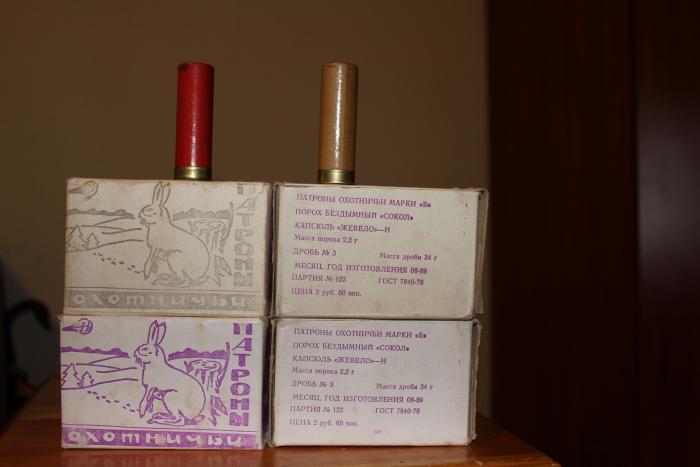 ПАТРОНЫ
охотничьи
ПАТРОНЫ ОХОТНИЧЬИ МАРКИ «В»
ПОРОХ БЕЗДЫМНЫЙ «СОКОЛ»
КАПСЮЛЬ «ЖЕВЕЛО»—Н
Масса пороха 2,2 г
ДРОБЬ № 3 Масса дроби 34 г
МЕСЯЦ, ГОД ИЗГОТОВЛЕНИЯ 08-89
ПАРТИЯ № 122 ГОСТ 7840-78
ЦЕНА 2 руб. 60 коп.
ПАТРОНЫ
охотничьи
ПАТРОНЫ ОХОТНИЧЬИ МАРКИ «В»
ПОРОХ БЕЗДЫМНЫЙ «СОКОЛ»
КАПСЮЛЬ «ЖЕВЕЛО»—Н
Масса пороха 2,2 г
ДРОБЬ № 3 Масса дроби 34 г
МЕСЯЦ, ГОД ИЗГОТОВЛЕНИЯ 08-89
ПАРТИЯ № 122 ГОСТ 7840-78
ЦЕНА 2 руб. 60 коп.